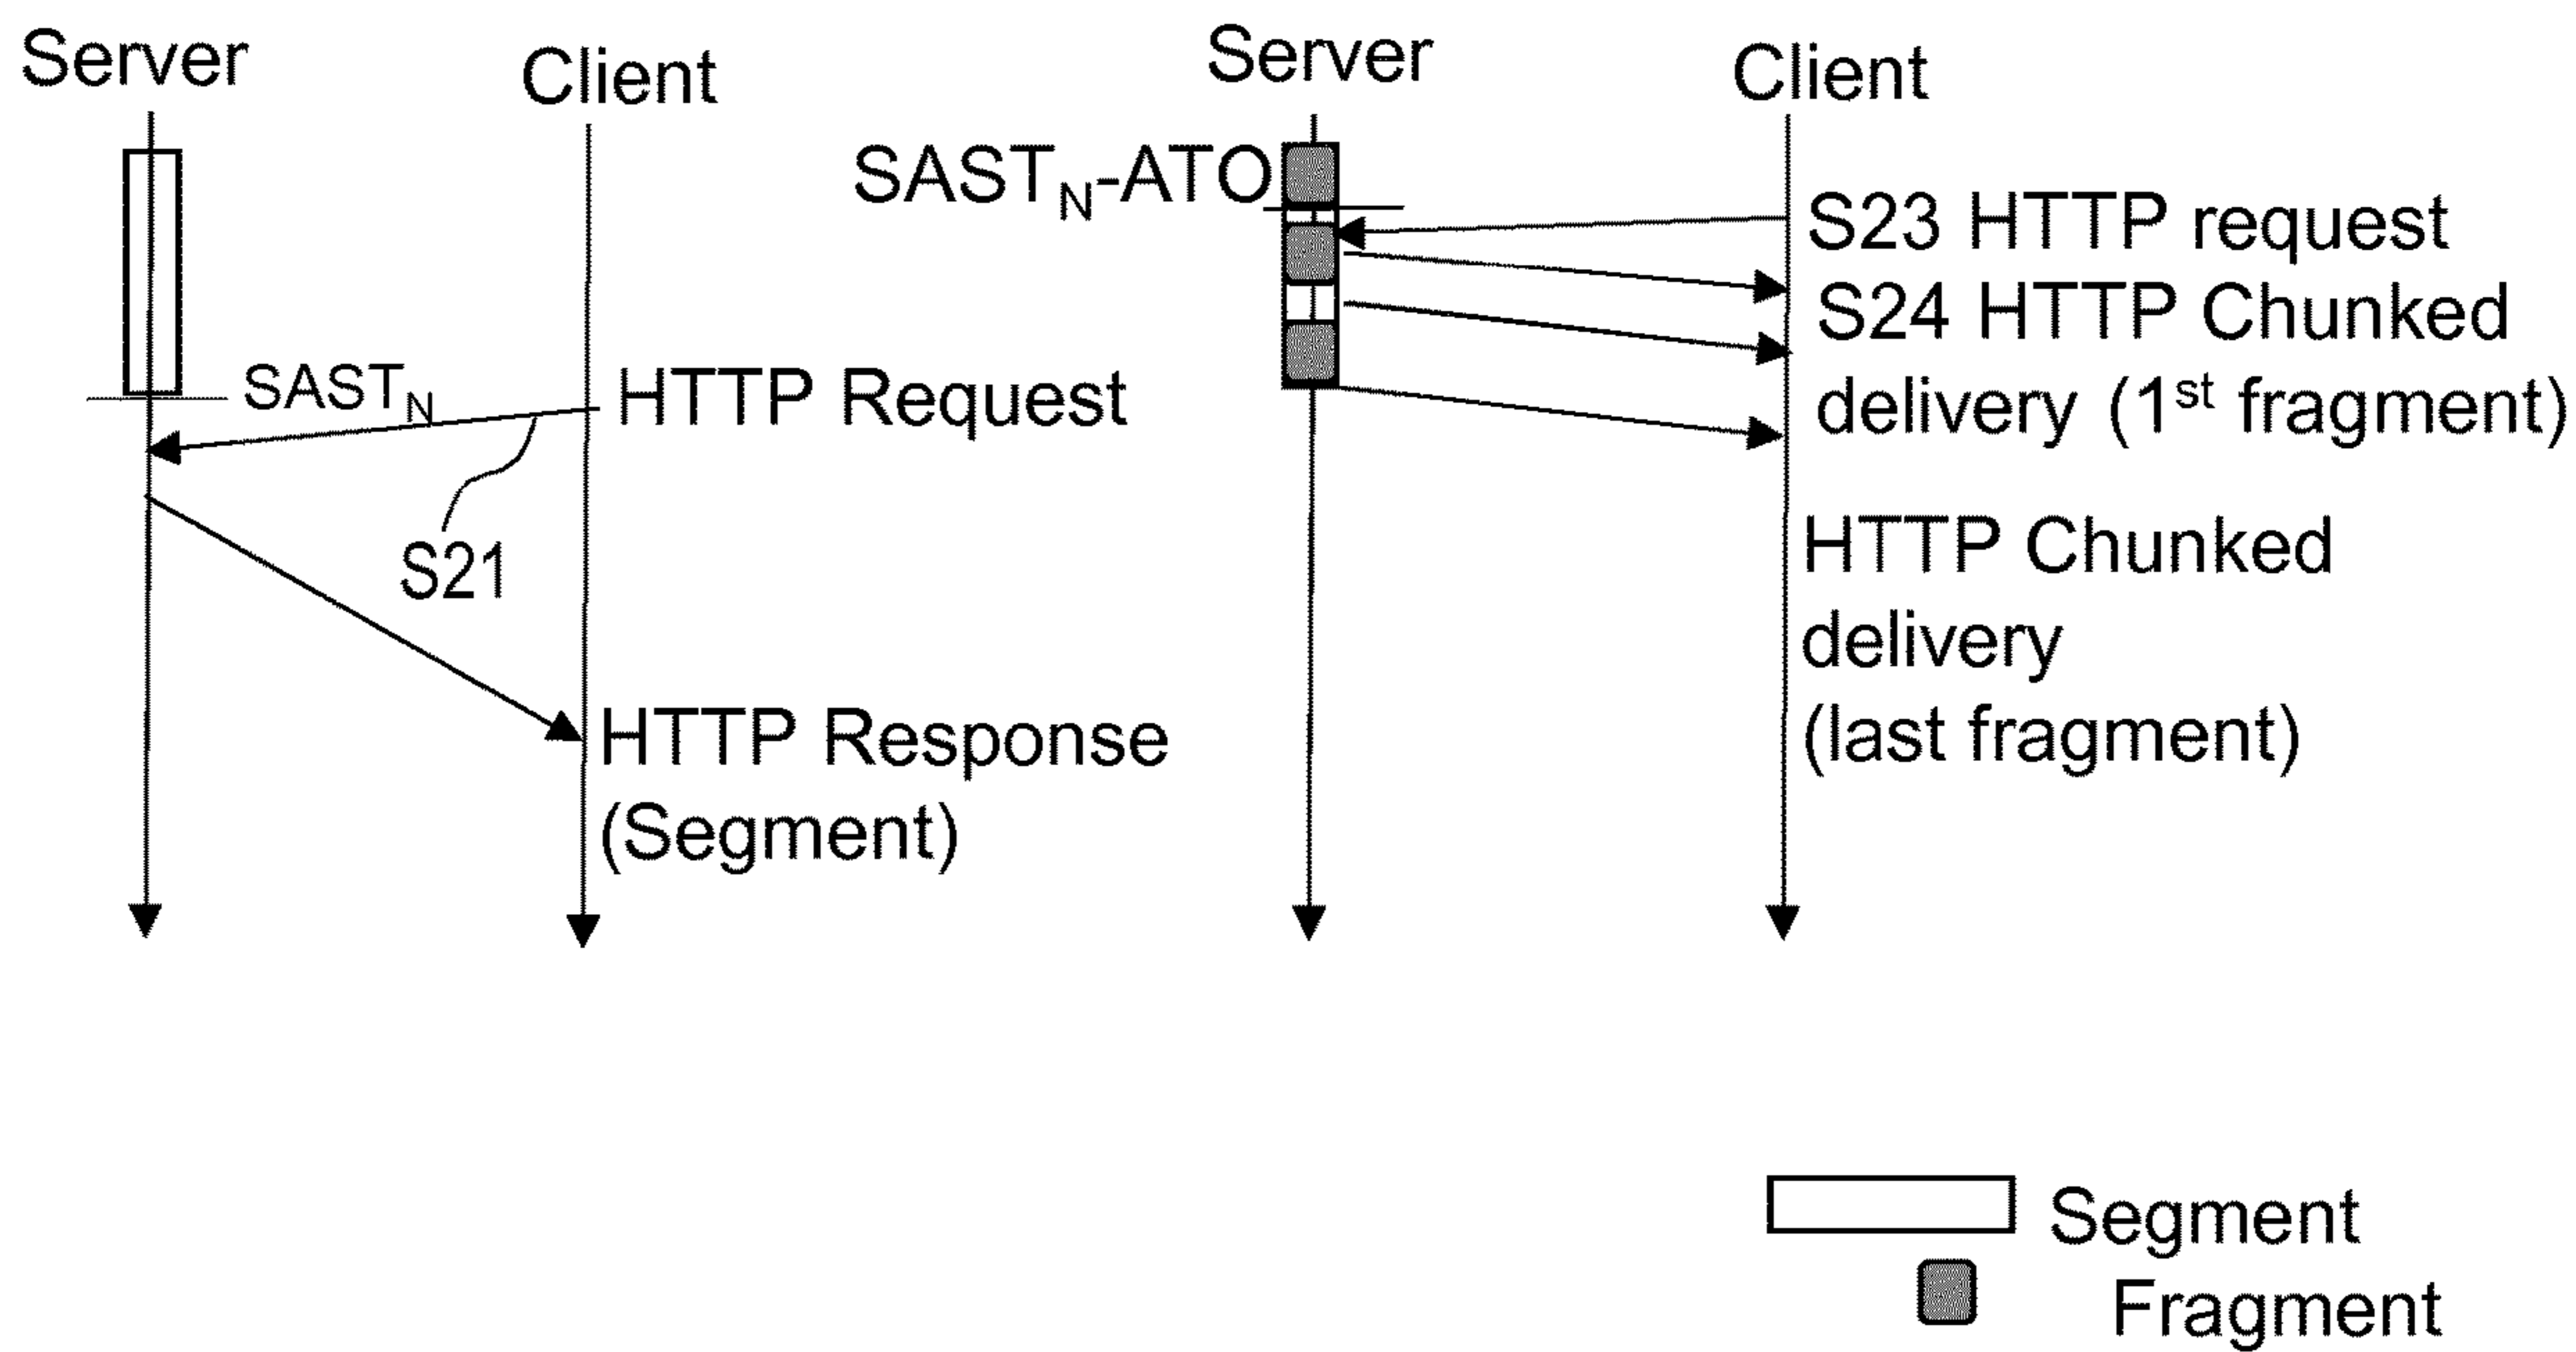 Server
Client
SAST_N
HTTP Request
S21
HTTP Response
(Segment)
Server
Client
SAST_N-ATO
S23 HTTP request
S24 HTTP Chunked
delivery (1st fragment)
HTTP Chunked
delivery
(last fragment)
Segment
Fragment